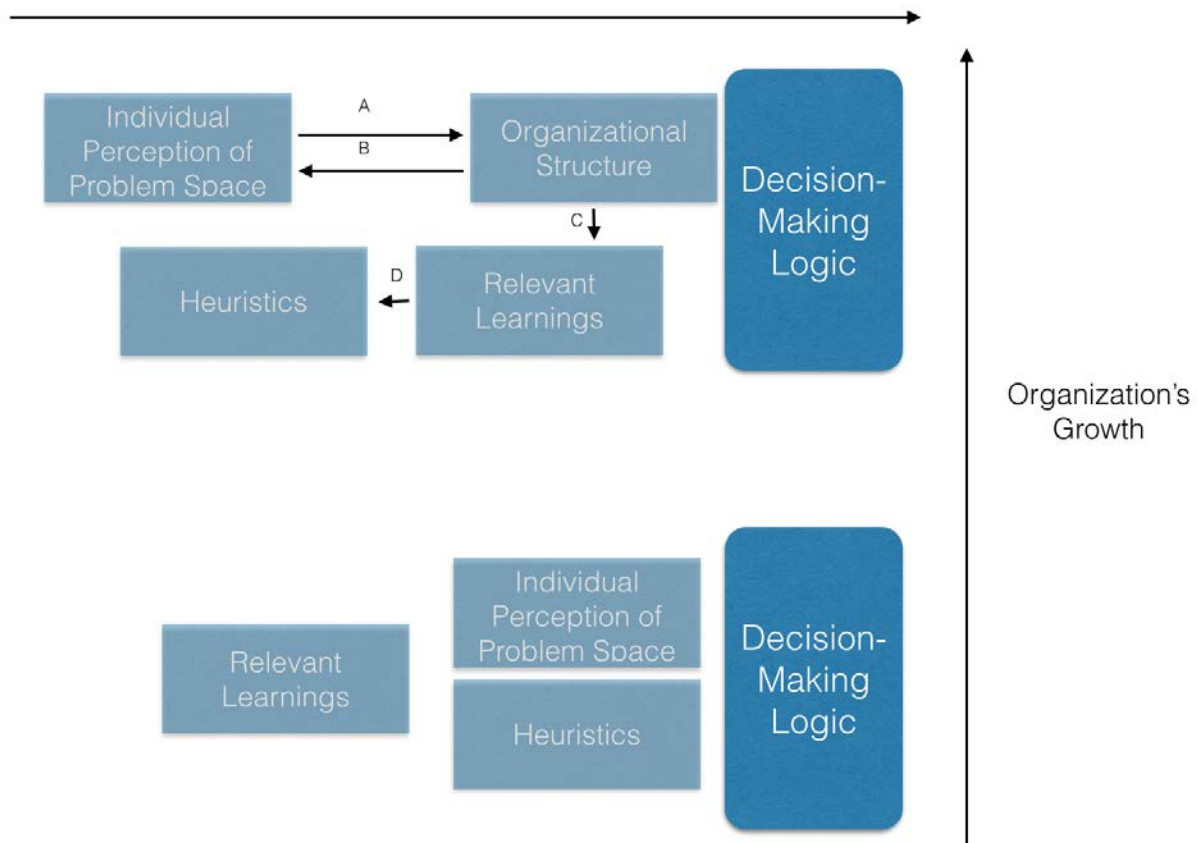 Individual
Perception of
Problem Space
A
B
Organizational
Structure
Decision-
Making
Logic
C
Heuristics
D
Relevant
Learnings
Organization's
Growth
Individual
Perception of
Problem Space
Relevant
Learnings
Heuristics
Decision-
Making
Logic